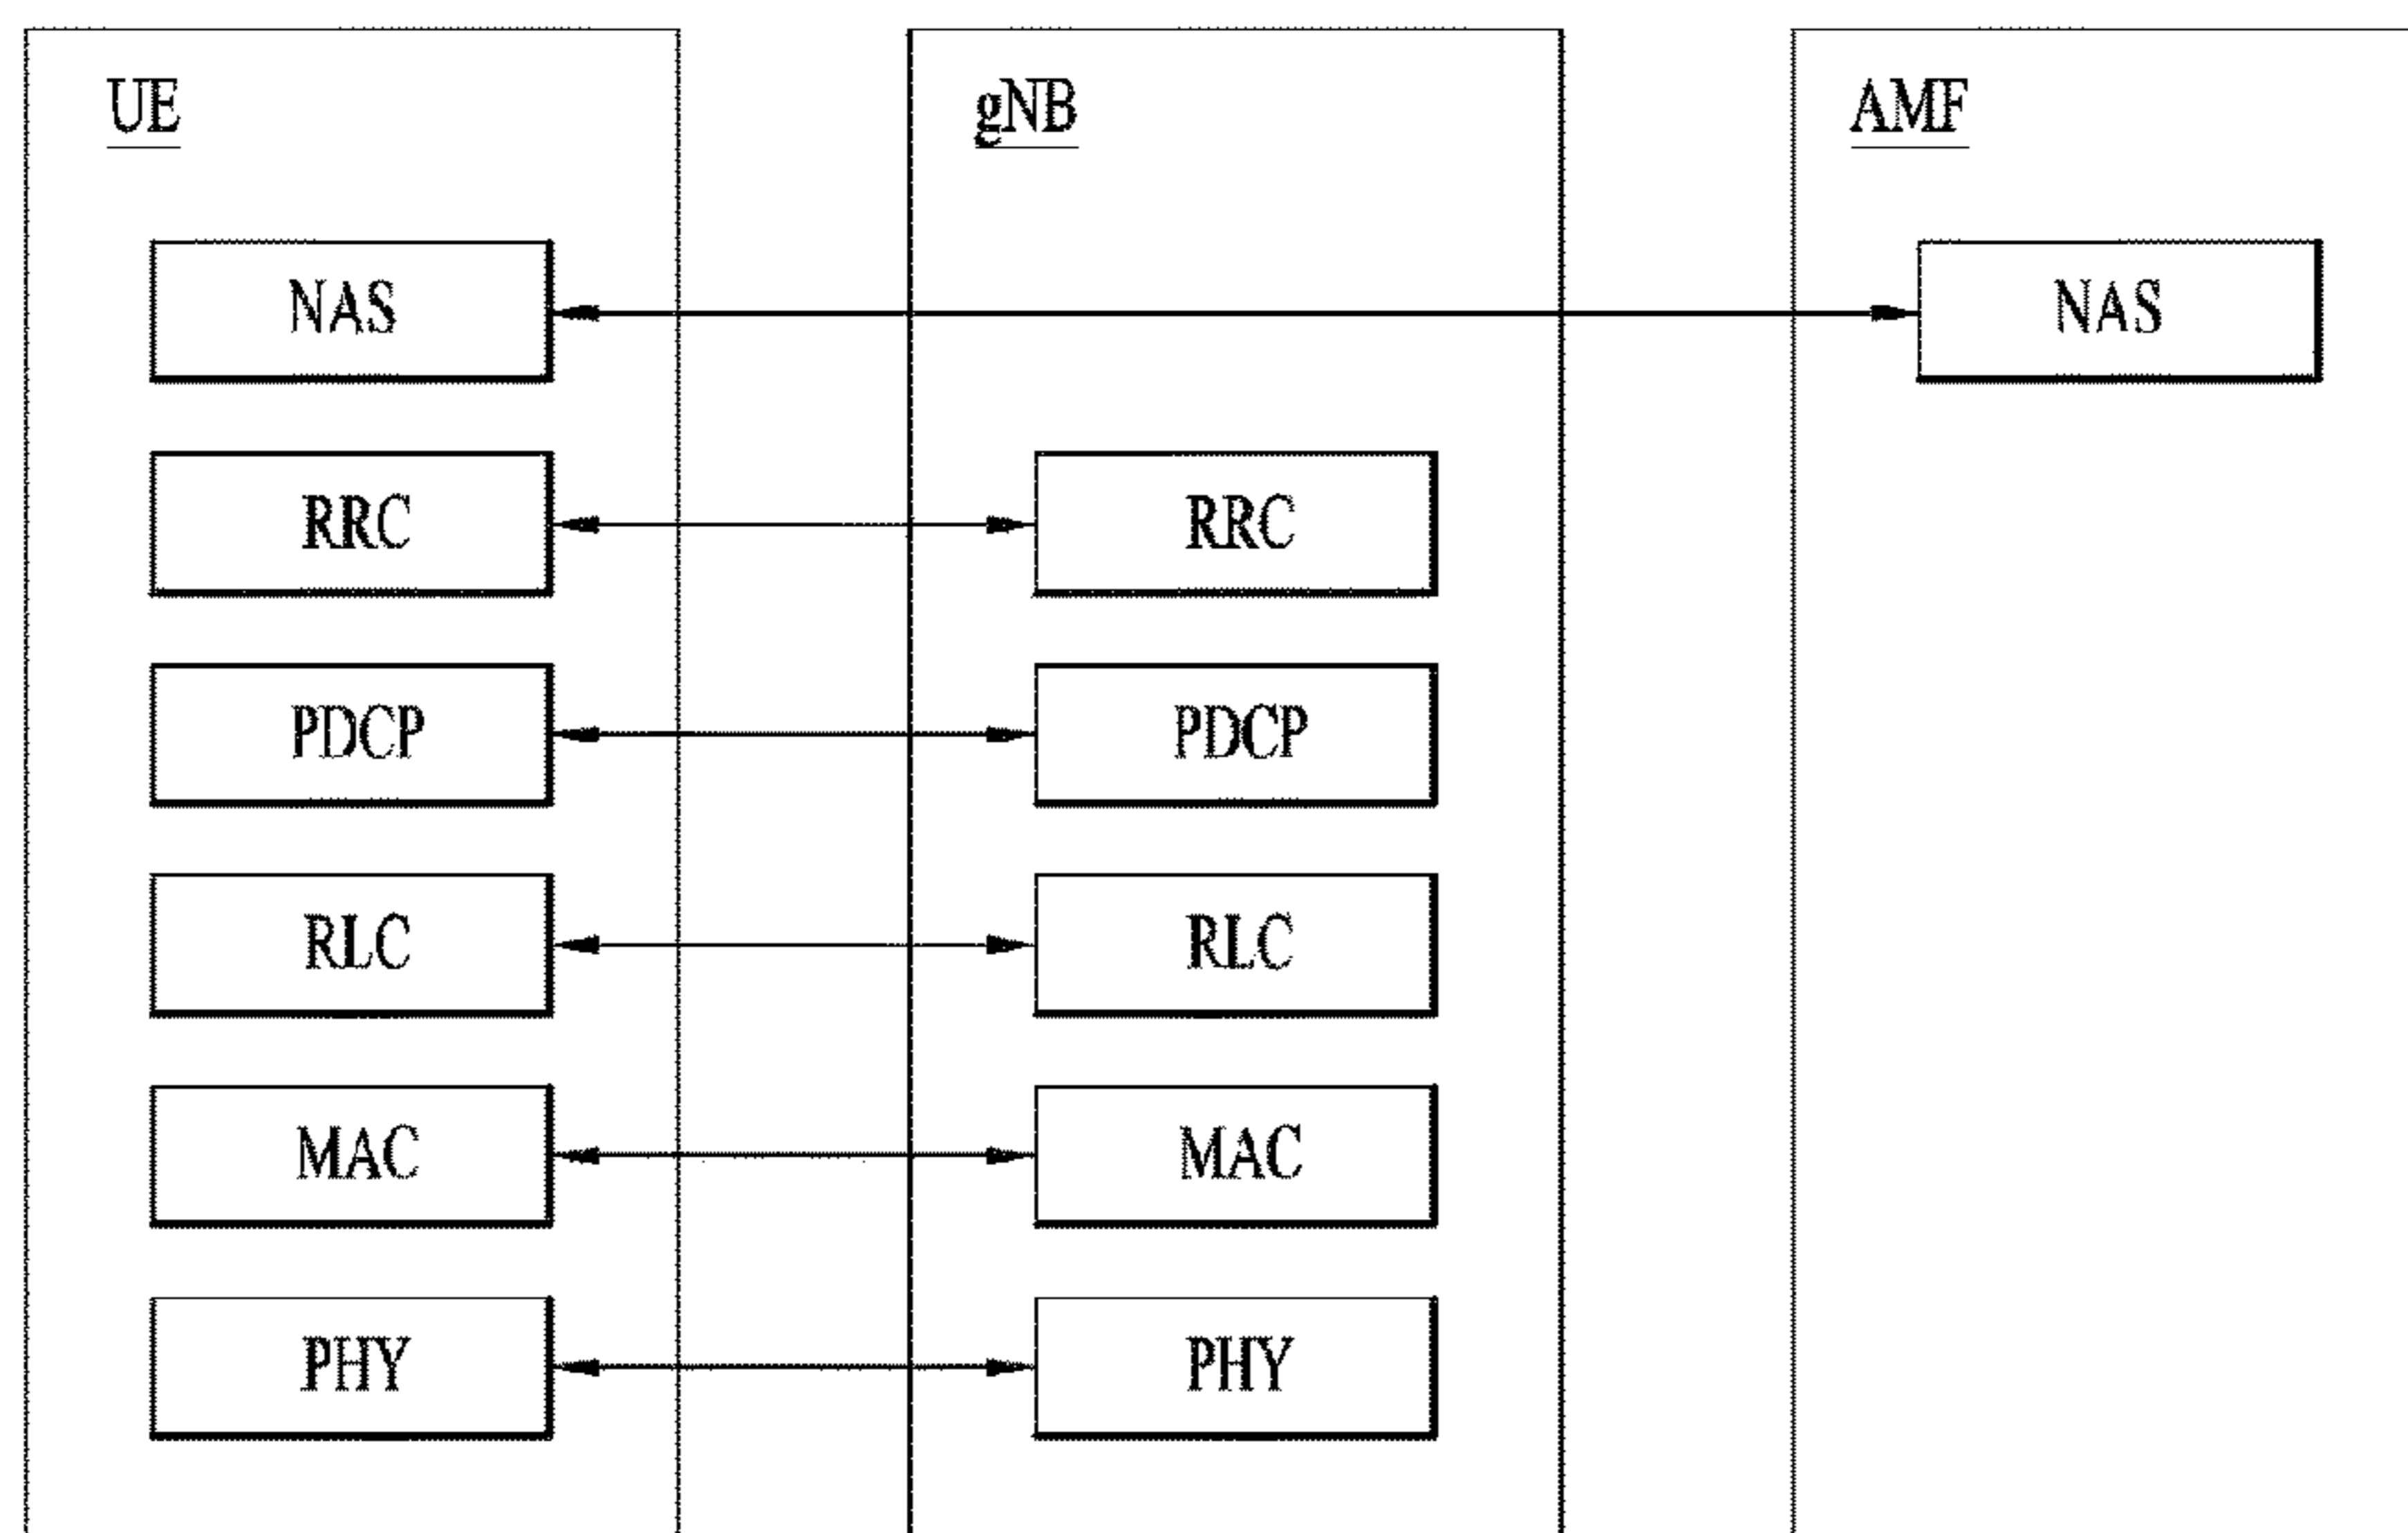 UE gNB AMF
NAS NAS
RRC RRC
PDCP PDCP
RLC RLC
MAC MAC
PHY PHY